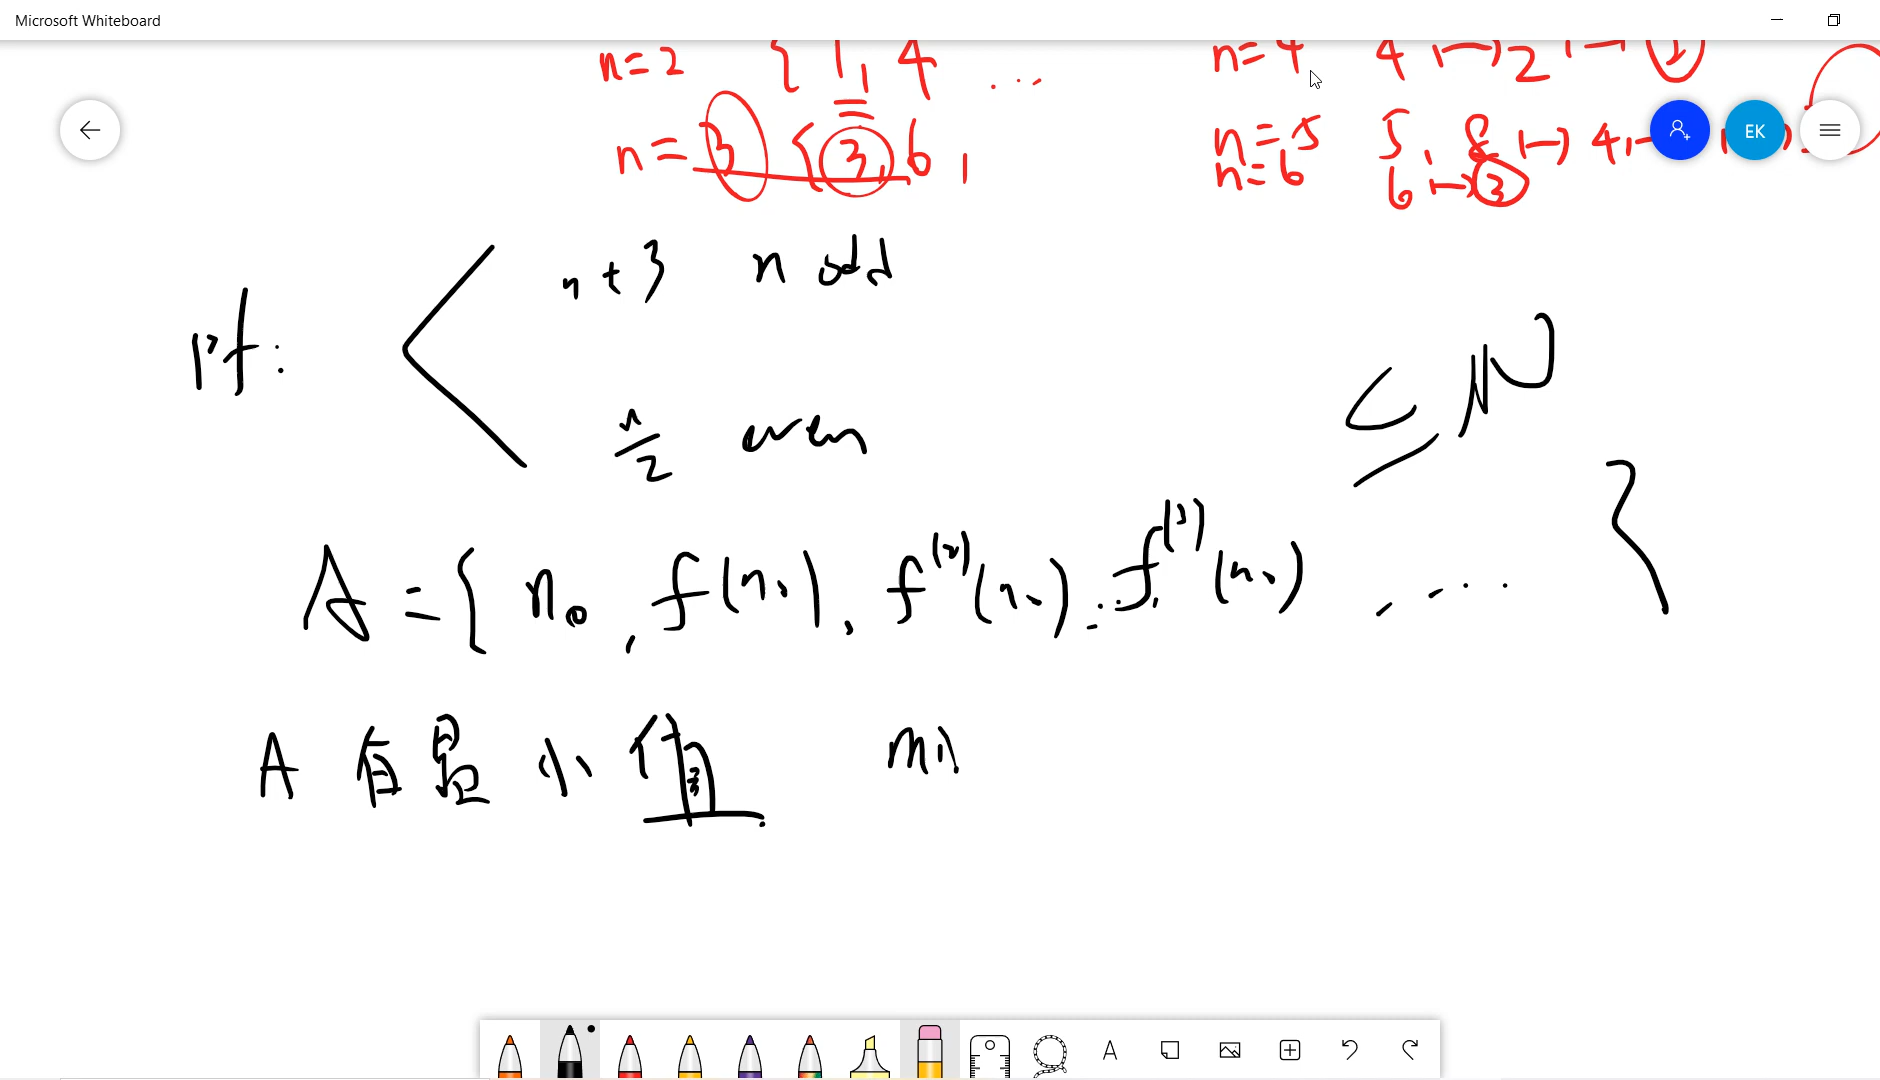 Microsoft Whiteboard
n=2 { 1, 4 ...
n=3 { 3, 6,
n=4 4 ↦ 2 ↦ 1
n=5 5, 8 ↦ 4,
n=6 6 ↦ 3
EK
pf:
n+3 n odd
n/2 even
⊆ ℕ
A = { n₀, f(n₀), f⁽²⁾(n₀), ... f⁽³⁾(n₀) ... }
A 有最小值 mi
A